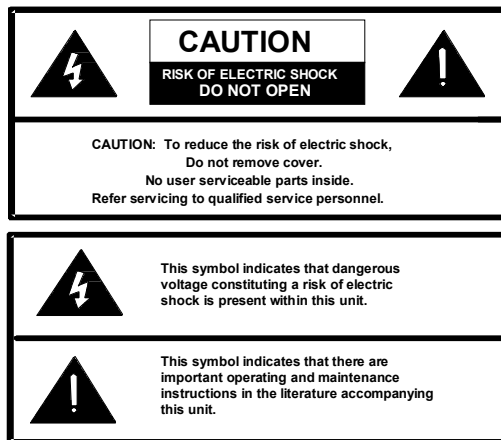 CAUTION
RISK OF ELECTRIC SHOCK
DO NOT OPEN
CAUTION: To reduce the risk of electric shock,
Do not remove cover.
No user serviceable parts inside.
Refer servicing to qualified service personnel.
This symbol indicates that dangerous
voltage constituting a risk of electric
shock is present within this unit.
This symbol indicates that there are
important operating and maintenance
instructions in the literature accompanying
this unit.